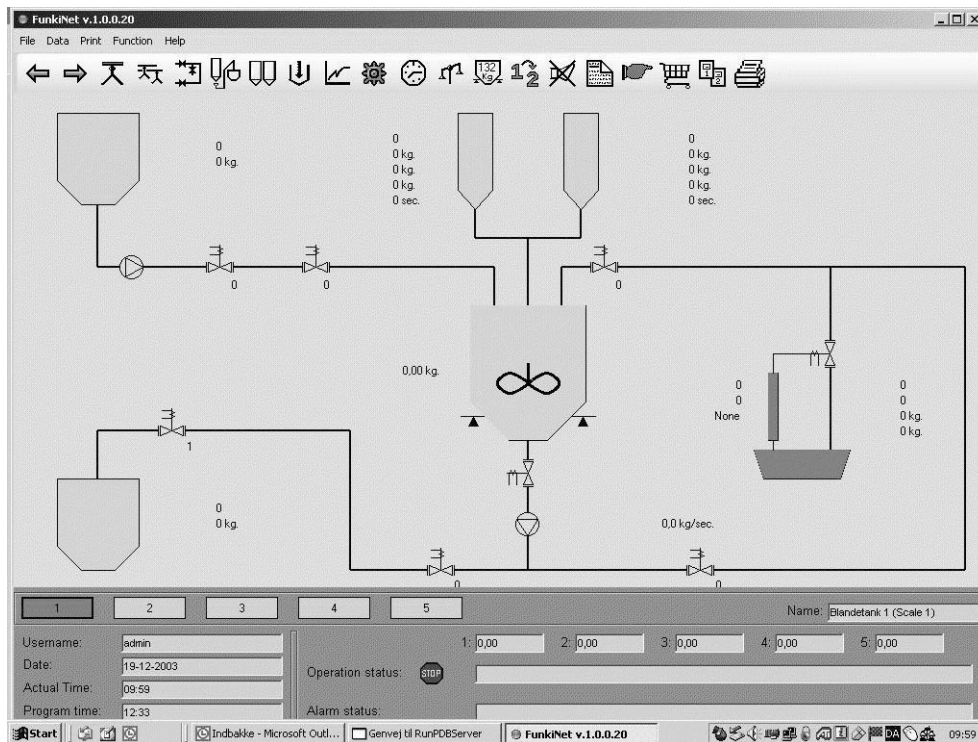 FunkiNet v.1.0.0.20
File Data Print Function Help
132
Kg
1 2
0
0 kg.
0
0 kg.
0 kg.
0 kg.
0 sec.
0
0 kg.
0 kg.
0 kg.
0 sec.
0
0
0
0,00 kg.
0
0
None
0
0
0 kg.
0 kg.
1
0
0 kg.
0,0 kg/sec.
0
0
1 2 3 4 5
Name: Blandetank 1 (Scale 1)
Username: admin
1: 0,00 2: 0,00 3: 0,00 4: 0,00 5: 0,00
Date: 19-12-2003
Operation status: STOP
Actual Time: 09:59
Program time: 12:33
Alarm status:
Start Indbakke - Microsoft Outl... Genvej til RunPDBServer FunkiNet v.1.0.0.20 DA 09:59